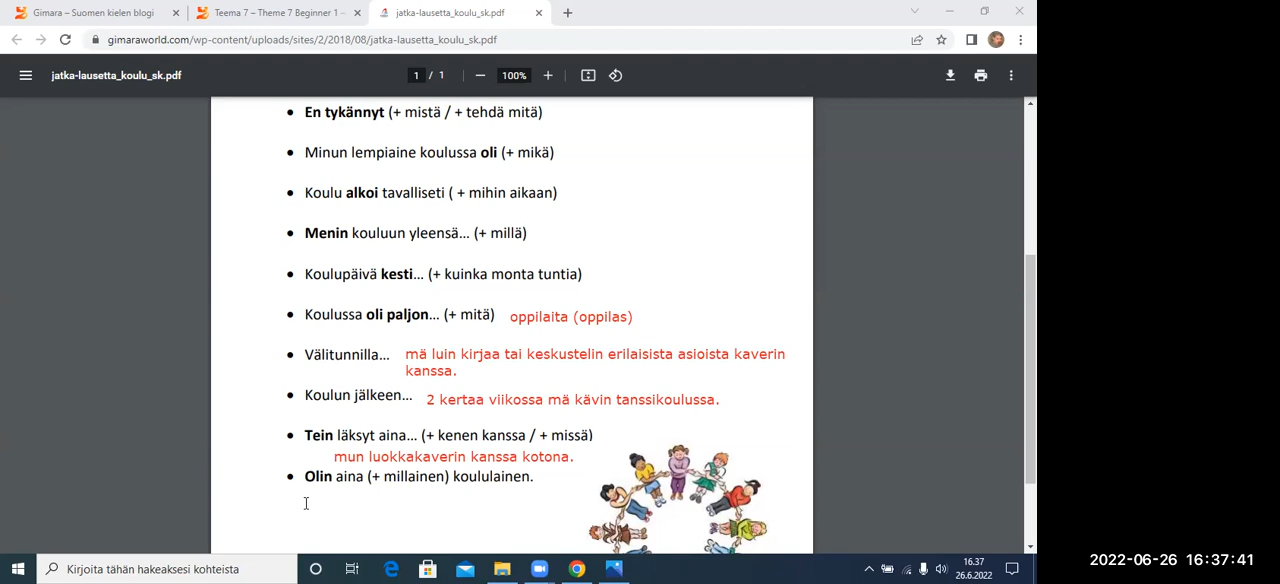 Gimara – Suomen kielen blogi
Teema 7 – Theme 7 Beginner 1 –
jatka-lausetta_koulu_sk.pdf
gimaraworld.com/wp-content/uploads/sites/2/2018/08/jatka-lausetta_koulu_sk.pdf
jatka-lausetta_koulu_sk.pdf
1 / 1
100%
En tykännyt (+ mistä / + tehdä mitä)
Minun lempiaine koulussa oli (+ mikä)
Koulu alkoi tavalliseti ( + mihin aikaan)
Menin kouluun yleensä... (+ millä)
Koulupäivä kesti... (+ kuinka monta tuntia)
Koulussa oli paljon... (+ mitä) oppilaita (oppilas)
Välitunnilla... mä luin kirjaa tai keskustelin erilaisista asioista kaverin
kanssa.
Koulun jälkeen... 2 kertaa viikossa mä kävin tanssikoulussa.
Tein läksyt aina... (+ kenen kanssa / + missä)
mun luokkakaverin kanssa kotona.
Olin aina (+ millainen) koululainen.
Kirjoita tähän hakeaksesi kohteista
16.37
26.6.2022
2022-06-26 16:37:41